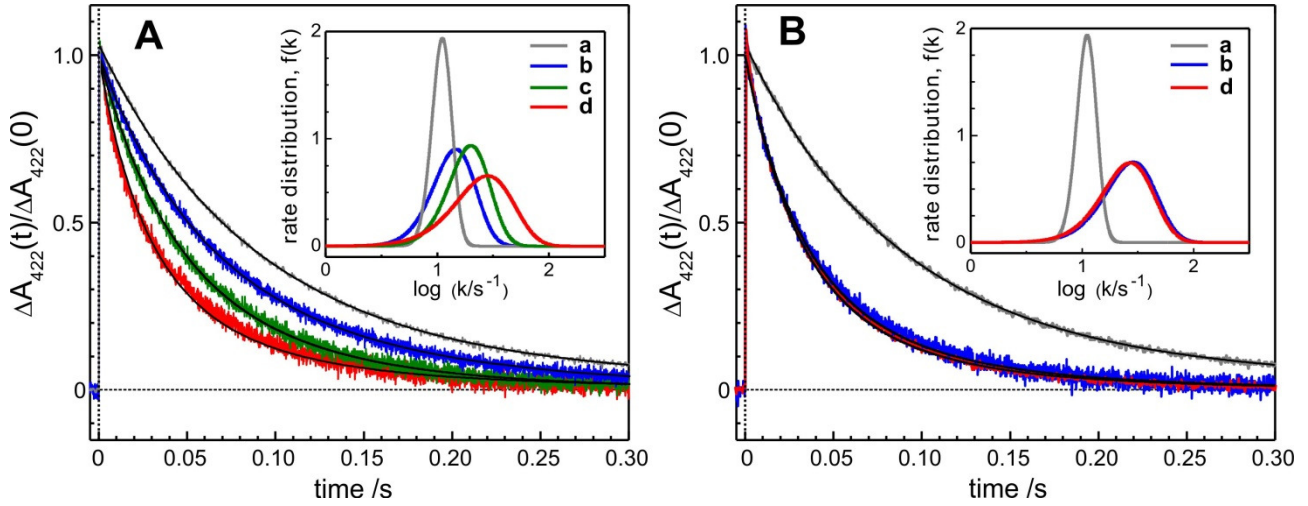 A
ΔA₄₂₂(t)/ΔA₄₂₂(0)
1.0
0.5
0
0 0.05 0.10 0.15 0.20 0.25 0.30
time /s
rate distribution, f(k)
2
1
0
0 1 2
log (k/s⁻¹)
a
b
c
d
B
ΔA₄₂₂(t)/ΔA₄₂₂(0)
1.0
0.5
0
0 0.05 0.10 0.15 0.20 0.25 0.30
time /s
rate distribution, f(k)
2
1
0
0 1 2
log (k/s⁻¹)
a
b
d